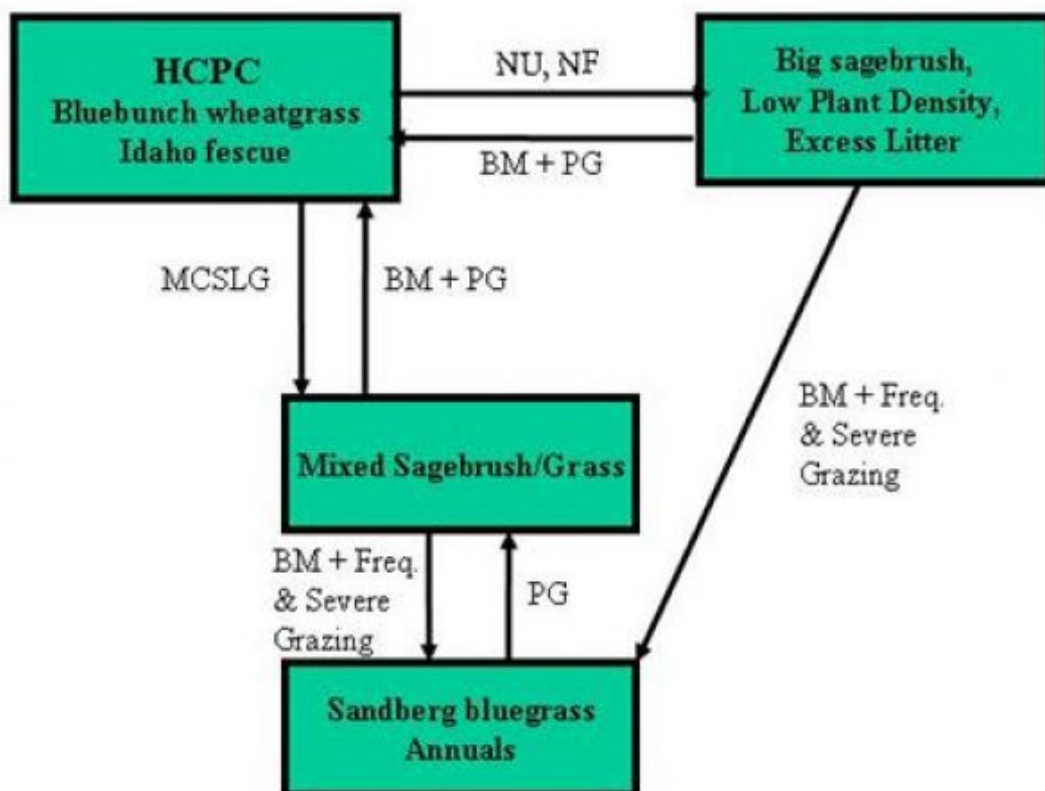 HCPC
Bluebunch wheatgrass
Idaho fescue
NU, NF
BM + PG
Big sagebrush,
Low Plant Density,
Excess Litter
MCSLG
BM + PG
BM + Freq.
& Severe
Grazing
Mixed Sagebrush/Grass
BM + Freq.
& Severe
Grazing
PG
Sandberg bluegrass
Annuals